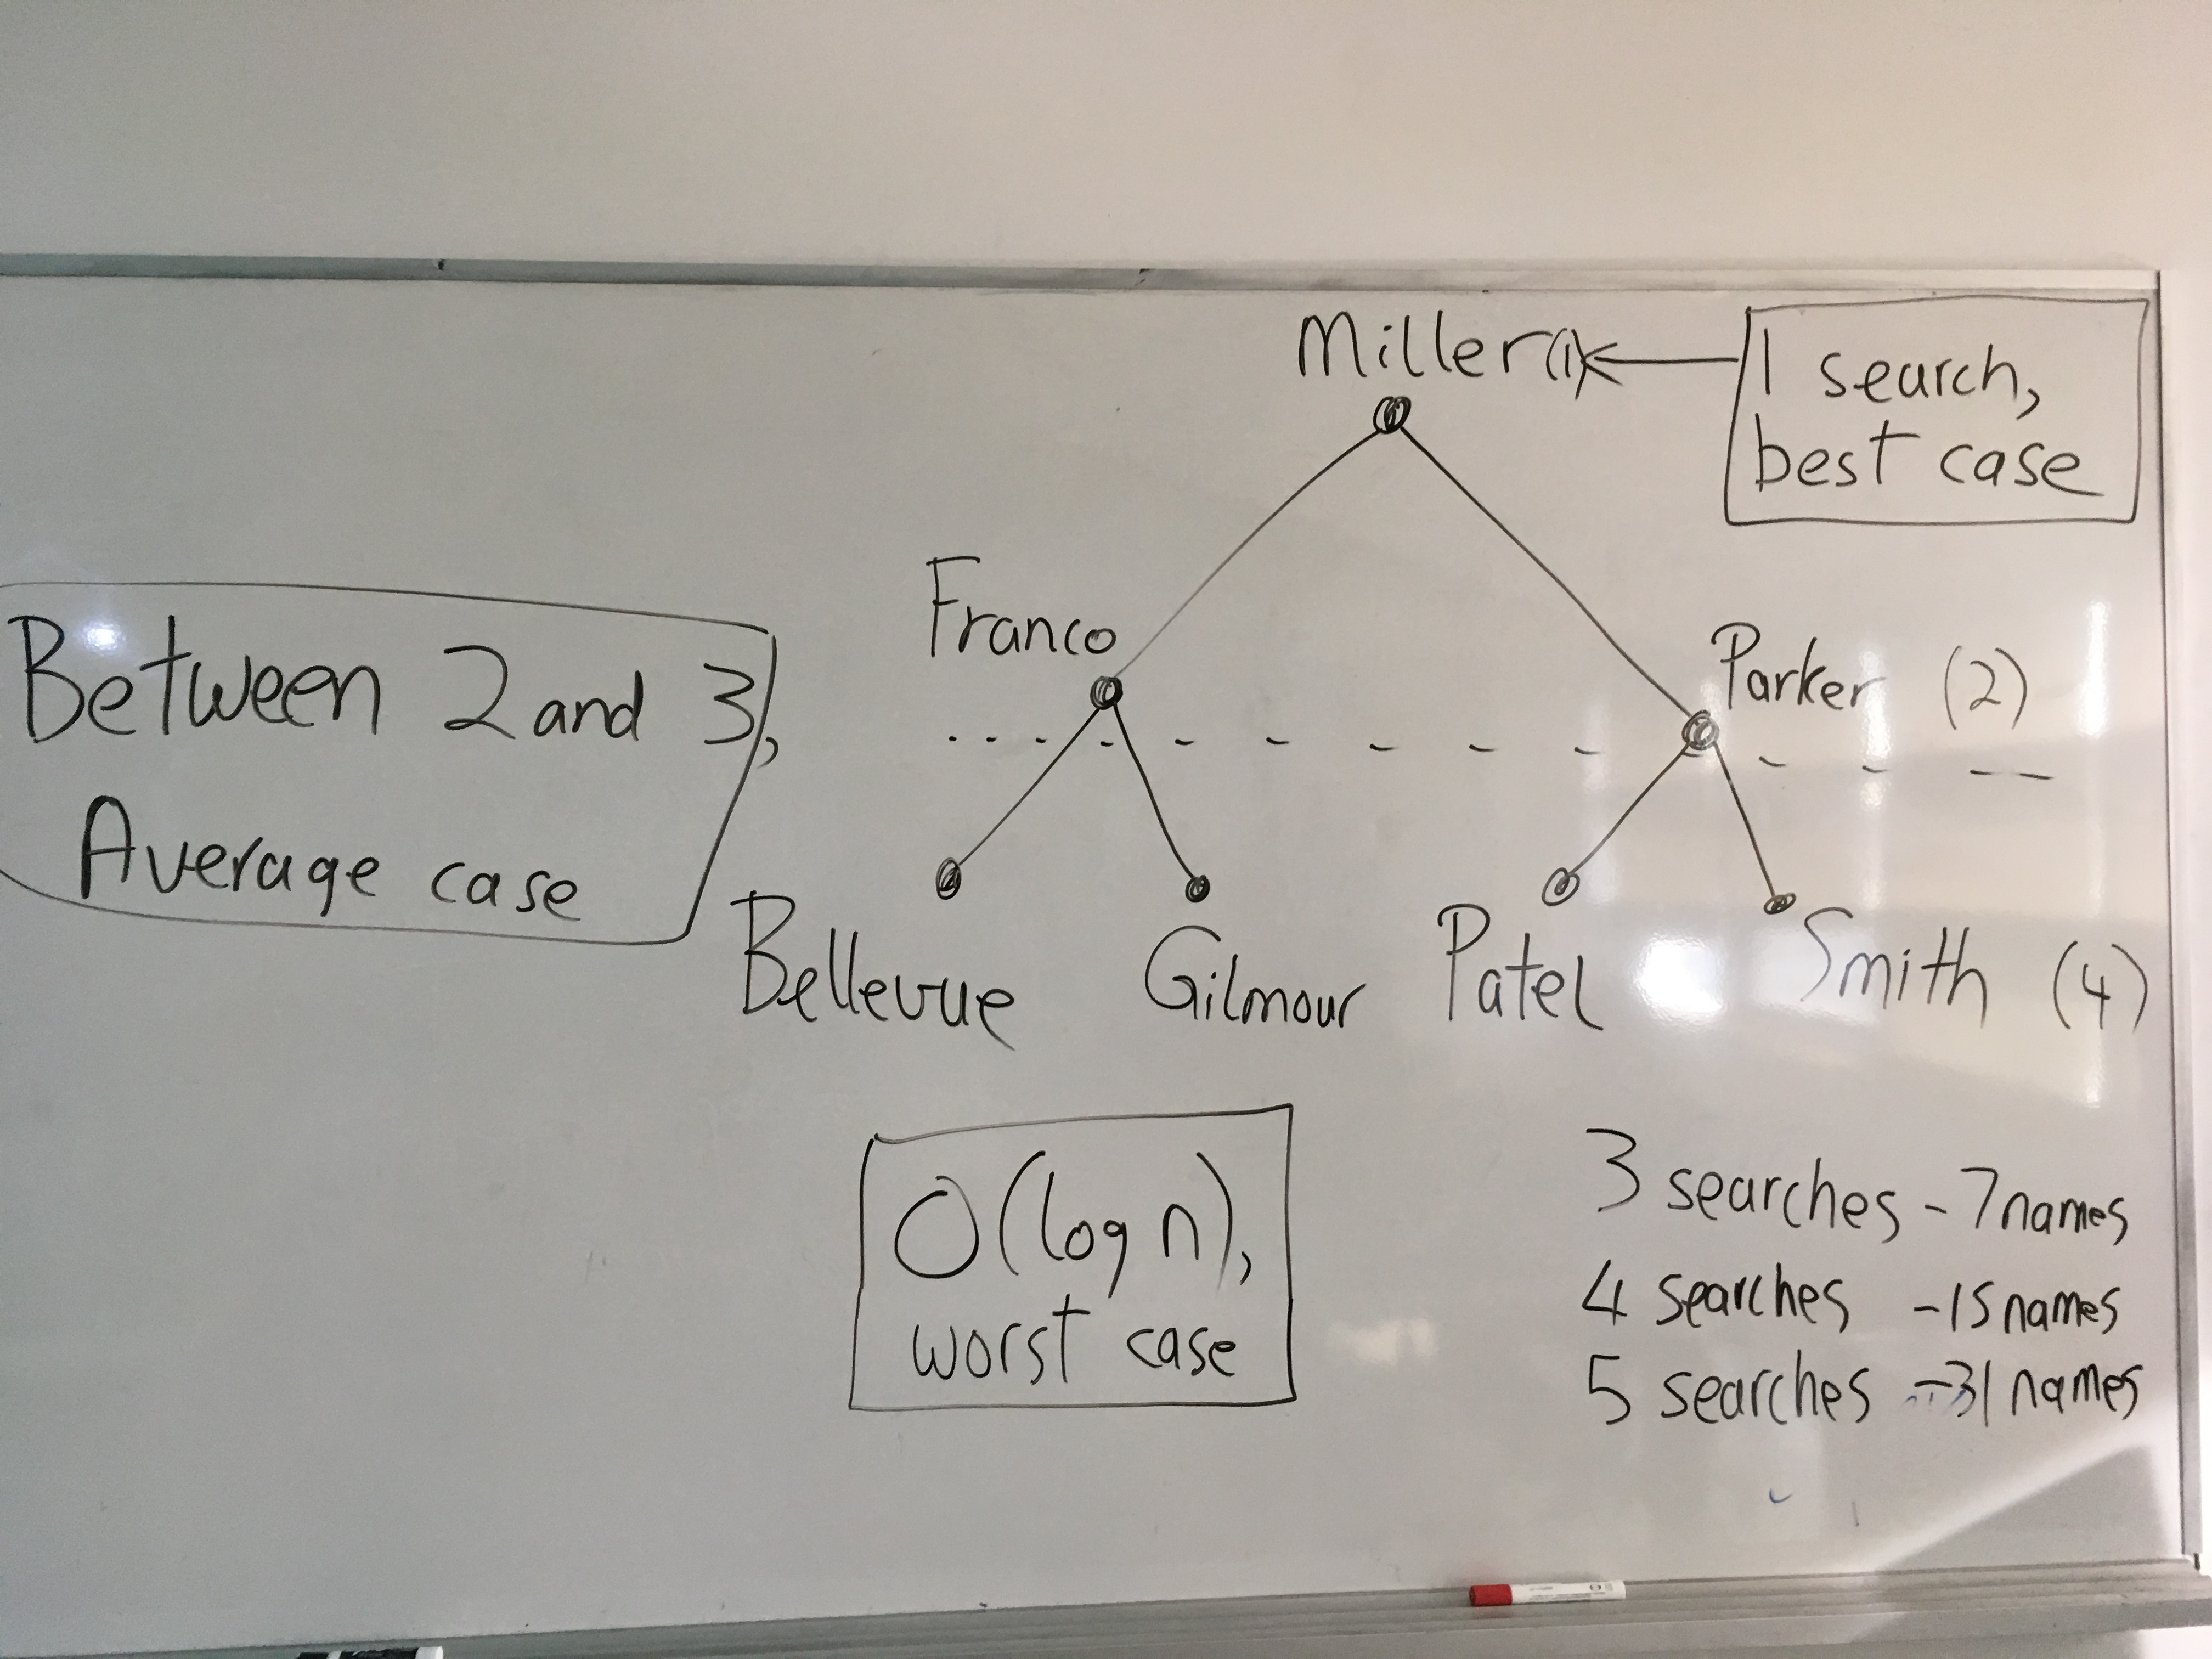 Miller(1)
1 search,
best case
Franco
Parker (2)
Between 2 and 3,
Average case
Bellevue
Gilmour
Patel
Smith (4)
O(log n),
worst case
3 searches - 7 names
4 searches - 15 names
5 searches - 31 names